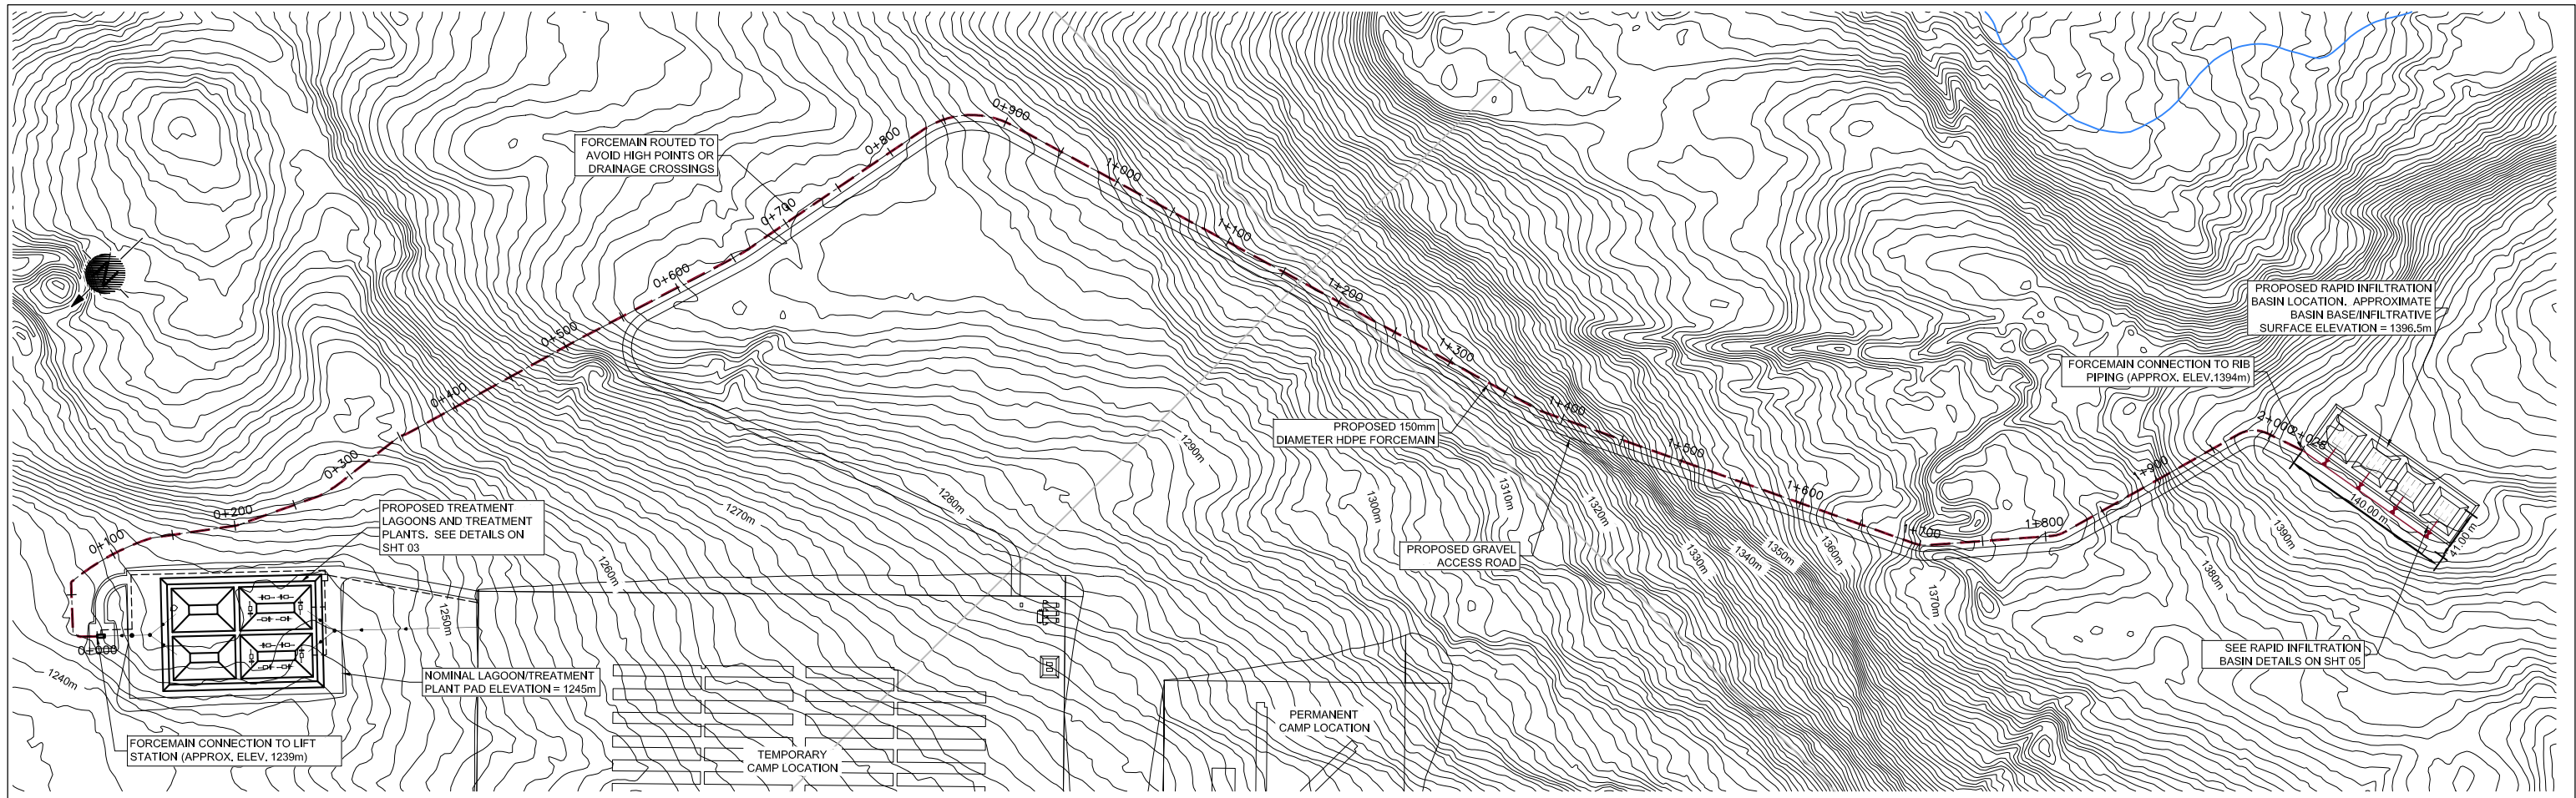 0+900
0+800
FORCEMAIN ROUTED TO
AVOID HIGH POINTS OR
DRAINAGE CROSSINGS
1+000
0+700
1+100
0+600
1+200
PROPOSED RAPID INFILTRATION
BASIN LOCATION. APPROXIMATE
BASIN BASE/INFILTRATIVE
SURFACE ELEVATION = 1396.5m
0+500
1+300
FORCEMAIN CONNECTION TO RIB
PIPING (APPROX. ELEV.1394m)
0+400
1+400
2+000
2+026
PROPOSED 150mm
DIAMETER HDPE FORCEMAIN
1290m
1+500
0+300
1+900
1+600
140.00 m
41.00 m
PROPOSED TREATMENT
LAGOONS AND TREATMENT
PLANTS. SEE DETAILS ON
SHT 03
0+200
1280m
1270m
1300m
1310m
1320m
1+700
1+800
1390m
0+100
PROPOSED GRAVEL
ACCESS ROAD
1330m
1340m
1350m
1360m
1380m
1260m
1370m
1250m
0+000
1240m
NOMINAL LAGOON/TREATMENT
PLANT PAD ELEVATION = 1245m
SEE RAPID INFILTRATION
BASIN DETAILS ON SHT 05
PERMANENT
CAMP LOCATION
FORCEMAIN CONNECTION TO LIFT
STATION (APPROX. ELEV. 1239m)
TEMPORARY
CAMP LOCATION